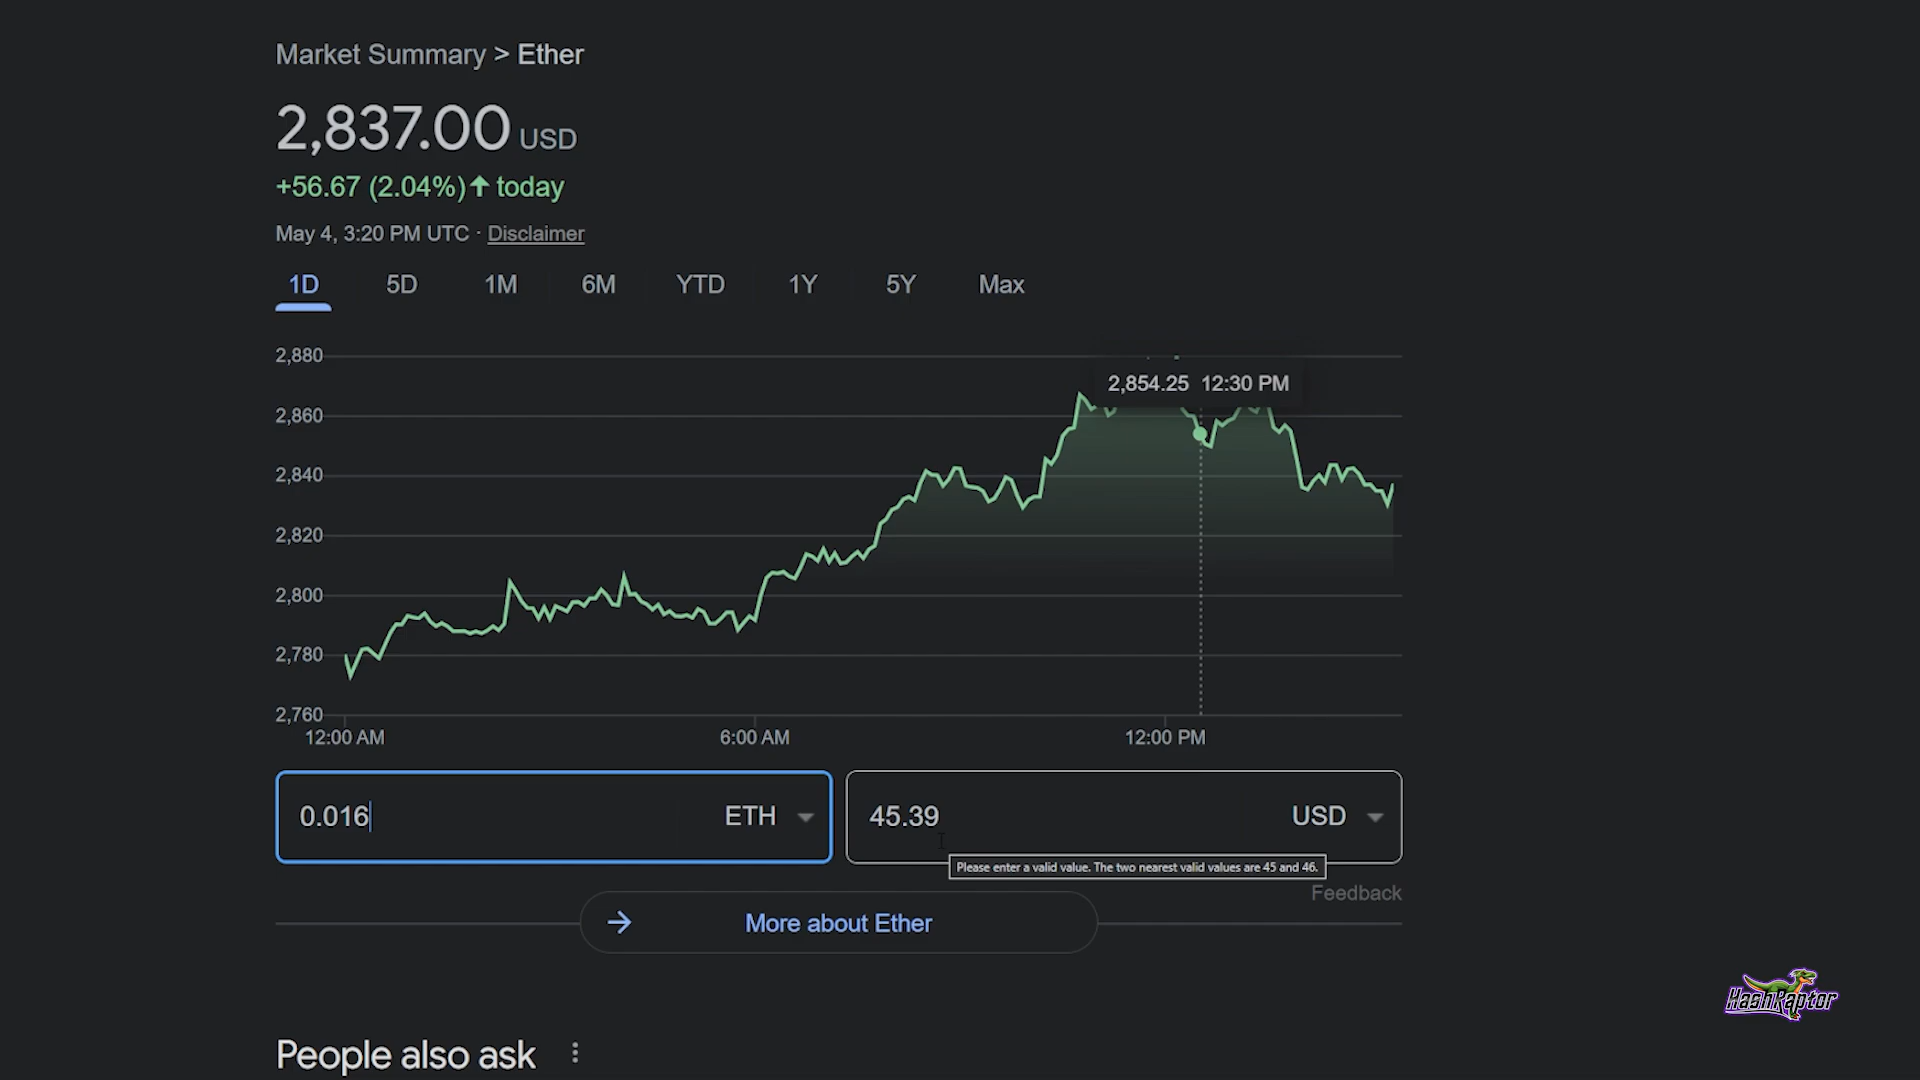 Market Summary > Ether
2,837.00 USD
+56.67 (2.04%) ↑ today
May 4, 3:20 PM UTC · Disclaimer
1D 5D 1M 6M YTD 1Y 5Y Max
2,880
2,854.25 12:30 PM
2,860
2,840
2,820
2,800
2,780
2,760
12:00 AM 6:00 AM 12:00 PM
0.016 ETH 45.39 USD
Please enter a valid value. The two nearest valid values are 45 and 46.
Feedback
More about Ether
HashRaptor
People also ask